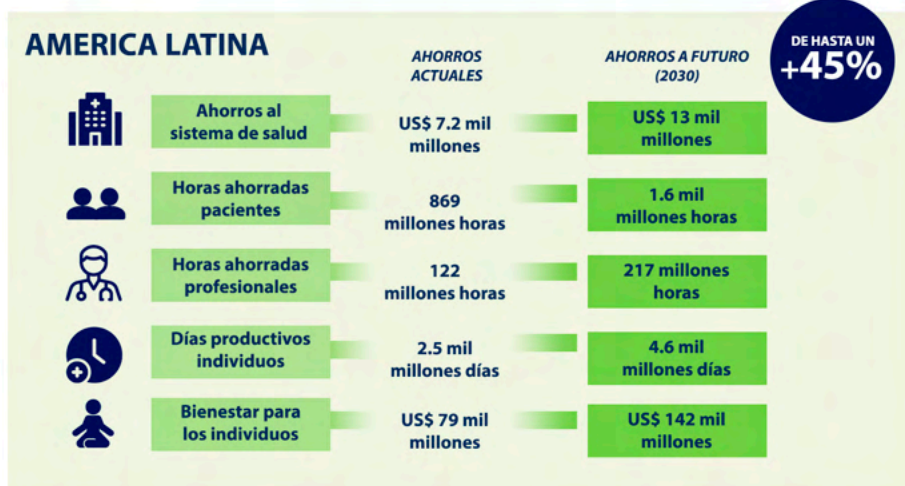 AMERICA LATINA
AHORROS
ACTUALES
AHORROS A FUTURO
(2030)
DE HASTA UN
+45%
Ahorros al
sistema de salud
US$ 7.2 mil
millones
US$ 13 mil
millones
Horas ahorradas
pacientes
869
millones horas
1.6 mil
millones horas
Horas ahorradas
profesionales
122
millones horas
217 millones
horas
Días productivos
individuos
2.5 mil
millones días
4.6 mil
millones días
Bienestar para
los individuos
US$ 79 mil
millones
US$ 142 mil
millones